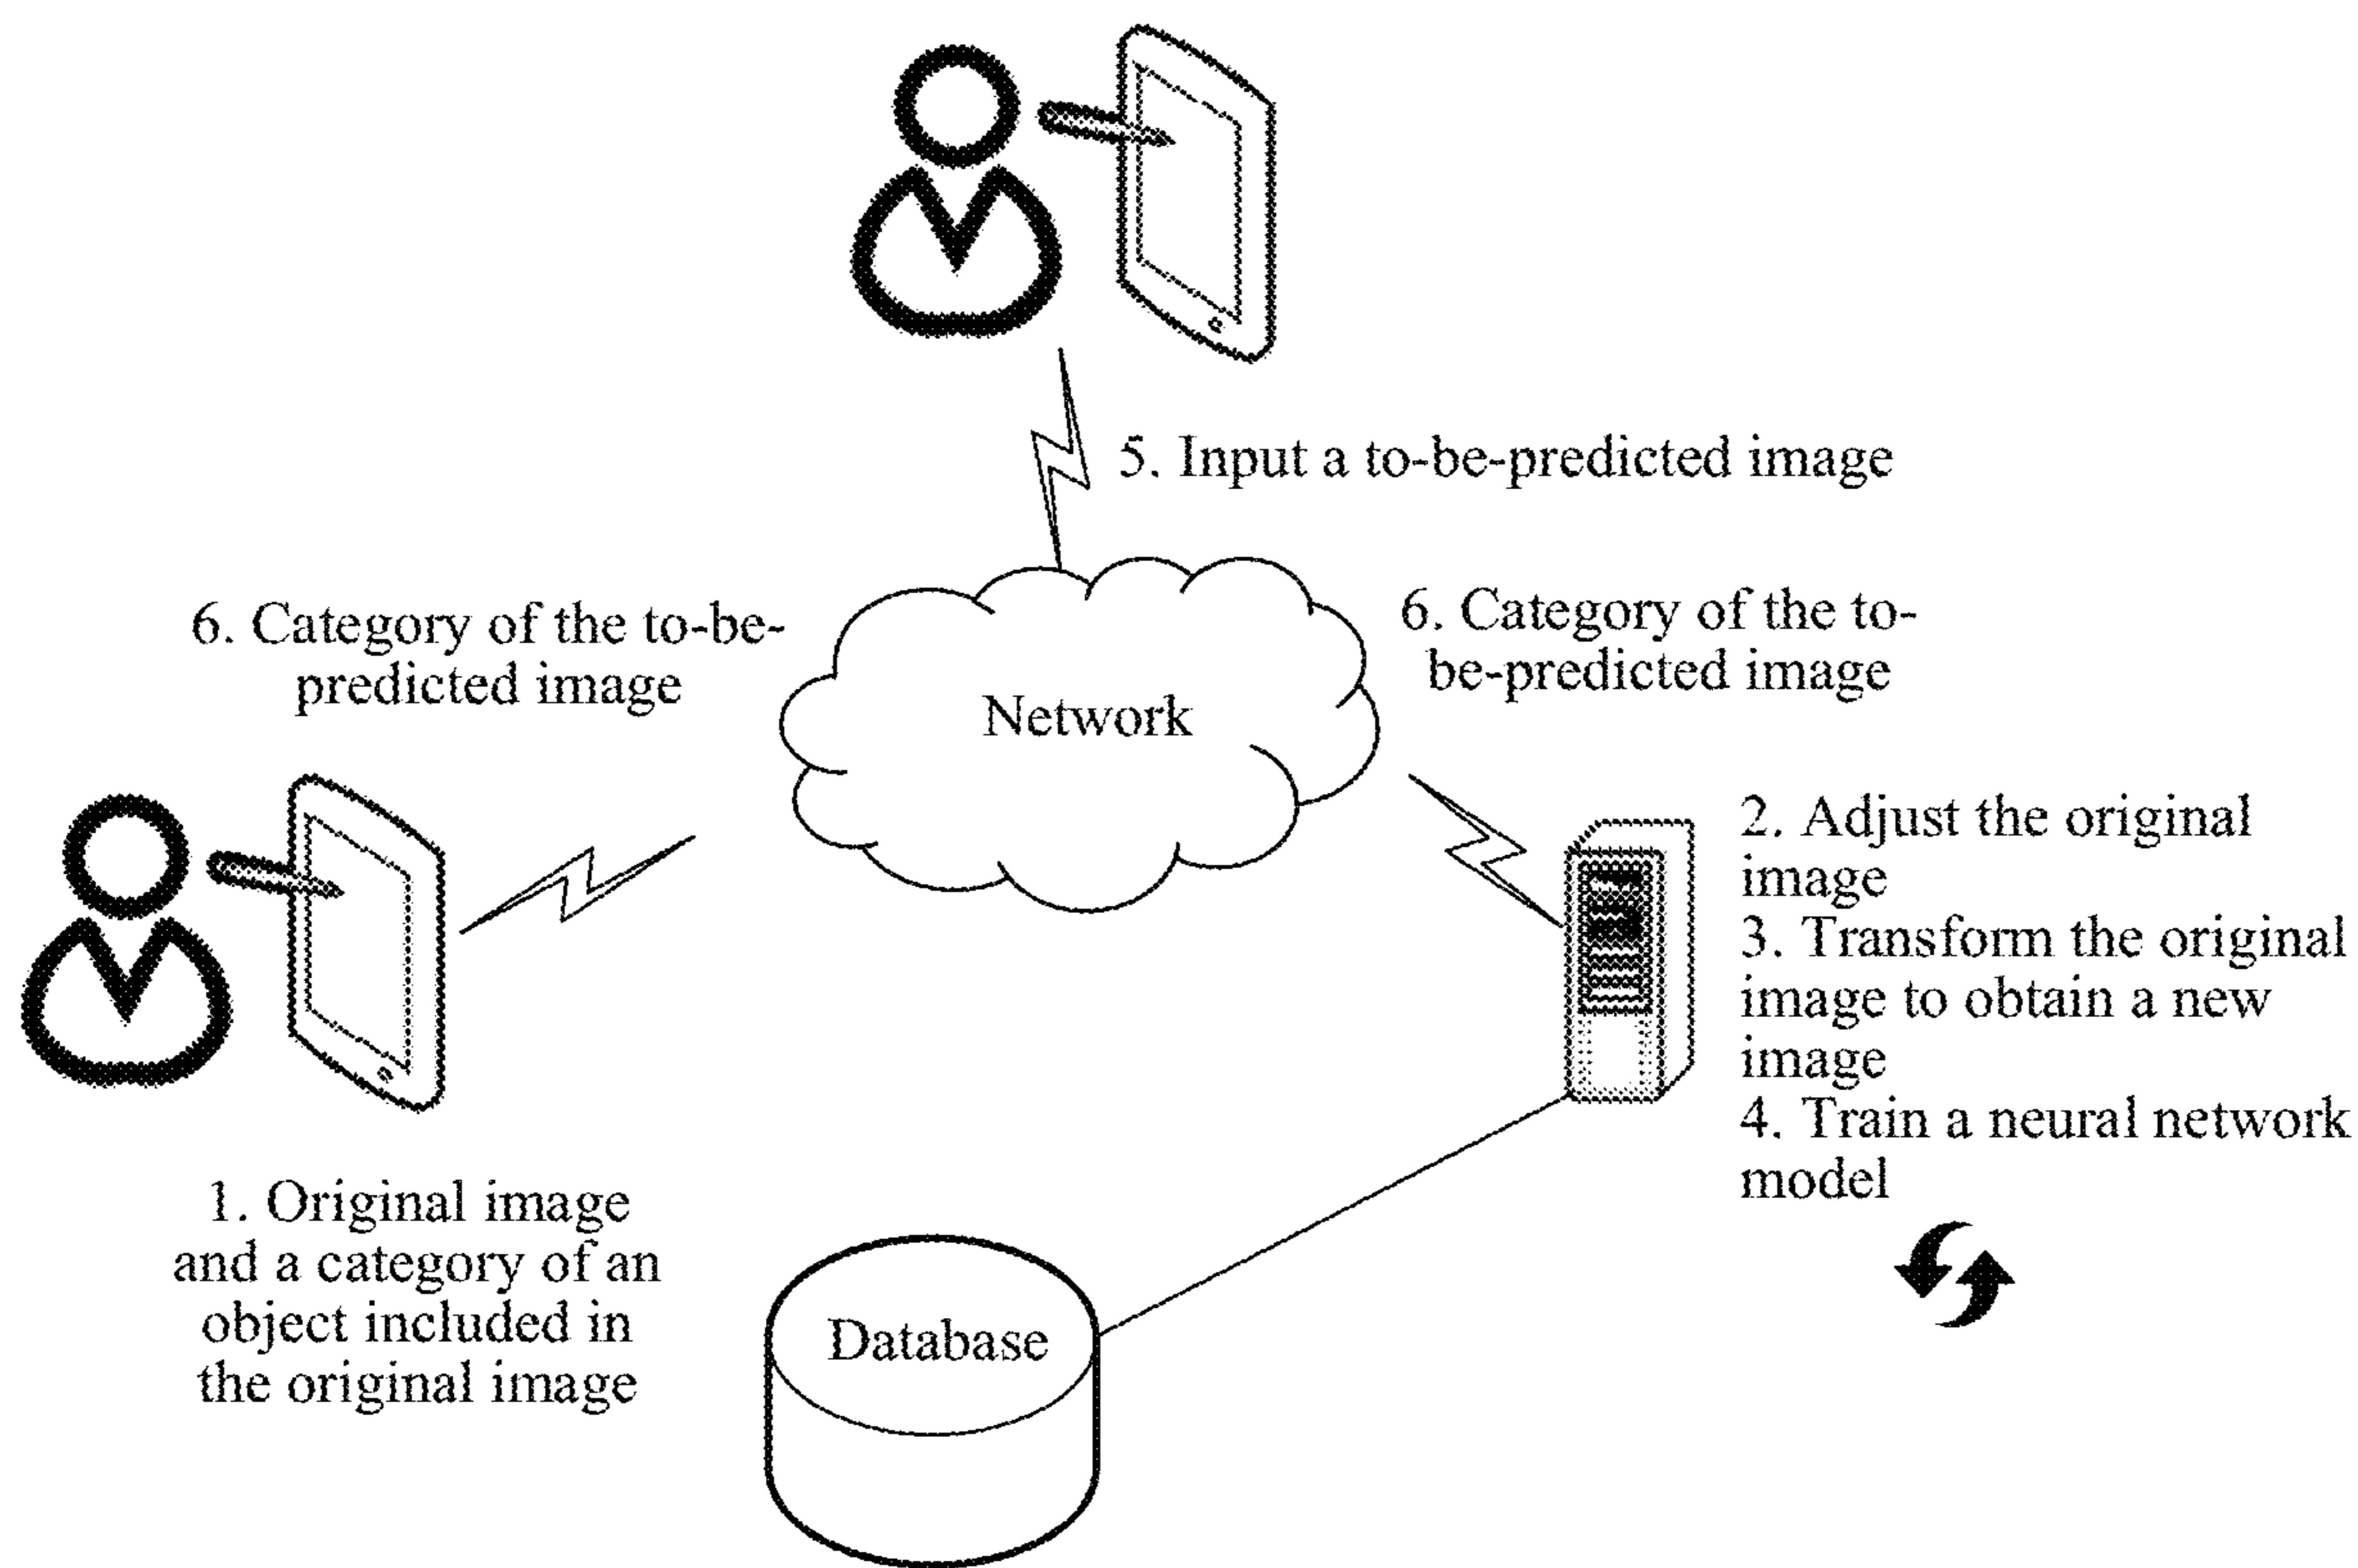 5. Input a to-be-predicted image
6. Category of the to-be-
predicted image
6. Category of the to-
be-predicted image
Network
2. Adjust the original
image
3. Transform the original
image to obtain a new
image
4. Train a neural network
model
1. Original image
and a category of an
object included in
the original image
Database